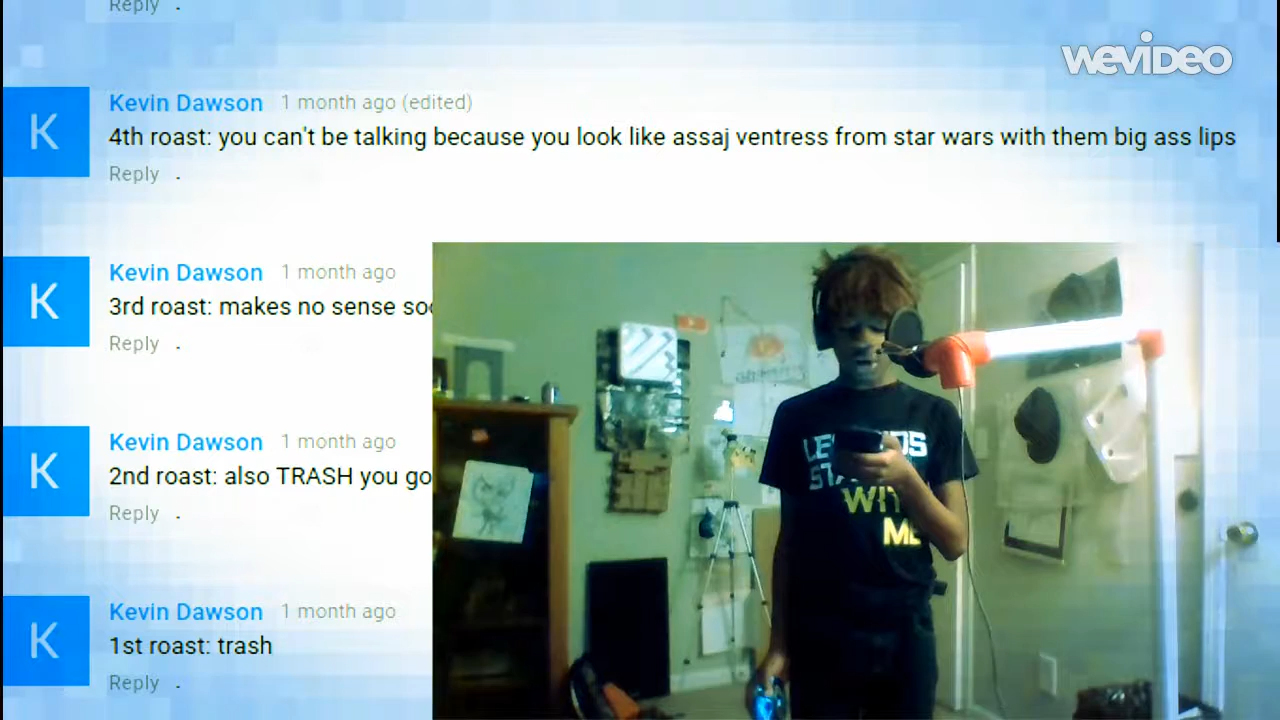 Reply
WeVideo
Kevin Dawson 1 month ago (edited)
4th roast: you can't be talking because you look like assaj ventress from star wars with them big ass lips
Reply
K
Kevin Dawson 1 month ago
3rd roast: makes no sense
Reply
K
Kevin Dawson 1 month ago
2nd roast: also TRASH you go
Reply
K
Kevin Dawson 1 month ago
1st roast: trash
Reply
K
WITH
ME